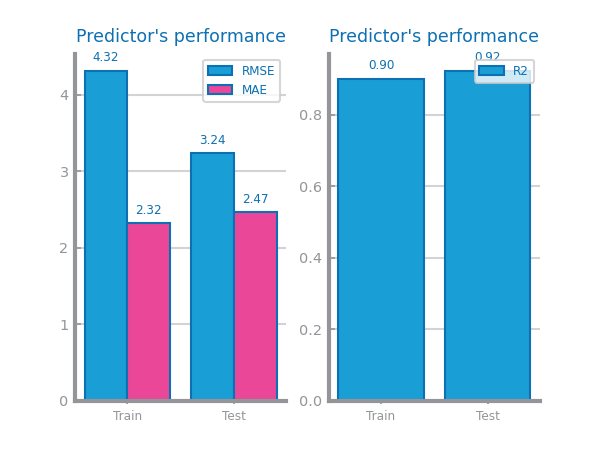 Predictor's performance
4.32
RMSE
MAE
3.24
2.47
2.32
4
3
2
1
0
Train
Test
Predictor's performance
0.90
0.92
R2
0.8
0.6
0.4
0.2
0.0
Train
Test